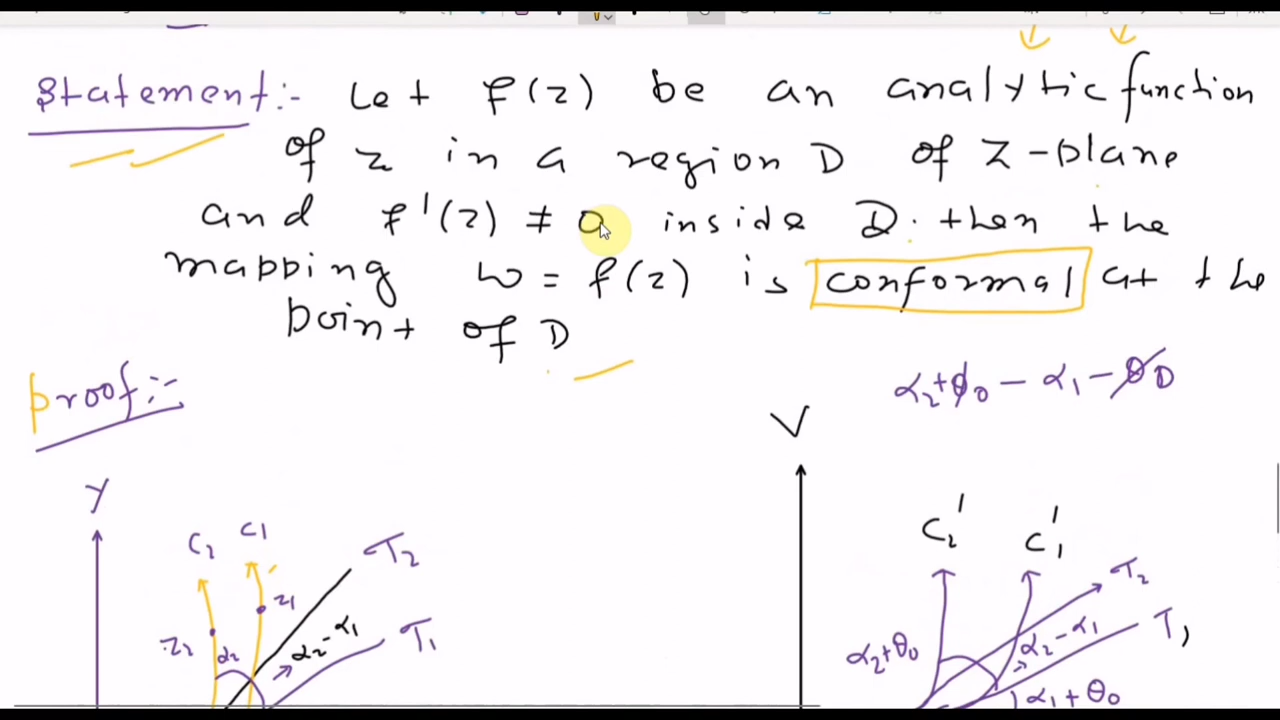 Statement:- Let f(z) be an analytic function
of z in a region D of Z-plane
and f'(z) ≠ 0 inside D. then the
mapping w = f(z) is conformal at the
point of D
α₂+θ₀ - α₁ - θ₀
proof:-
V
Y
C₂ C₁ T₂
C₂' C₁' T₂
z₁
z₂ α₂ α₂-α₁ T₁
α₂+θ₀ α₂-α₁ T₁
α₁+θ₀